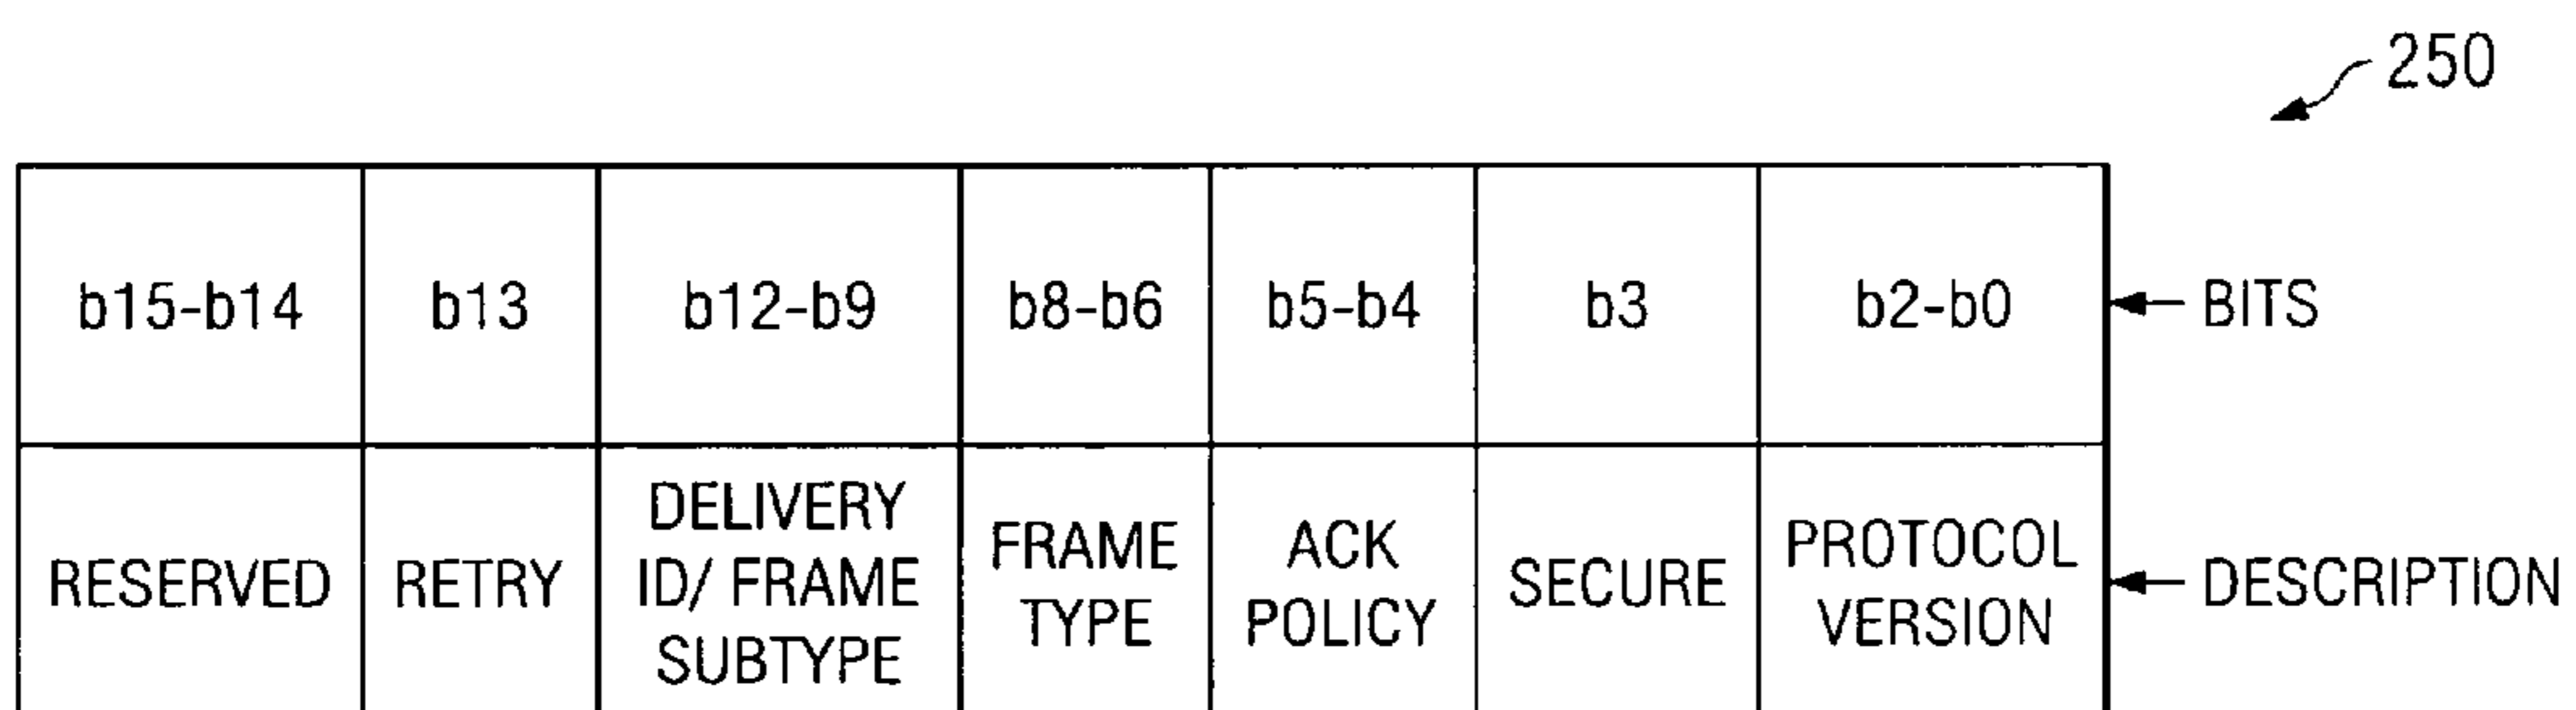 250
b15-b14 b13 b12-b9 b8-b6 b5-b4 b3 b2-b0 BITS
RESERVED RETRY DELIVERY ID/ FRAME SUBTYPE FRAME TYPE ACK POLICY SECURE PROTOCOL VERSION DESCRIPTION